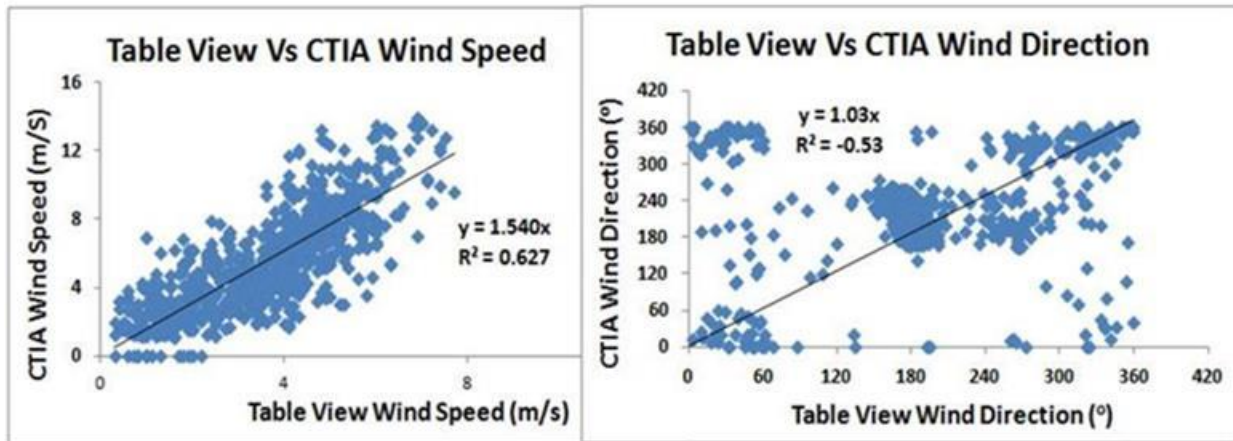 Table View Vs CTIA Wind Speed
CTIA Wind Speed (m/S)
16
12
8
4
0
y = 1.540x
R² = 0.627
0 4 8
Table View Wind Speed (m/s)
Table View Vs CTIA Wind Direction
CTIA Wind Direction (º)
420
360
300
240
180
120
60
0
y = 1.03x
R² = -0.53
0 60 120 180 240 300 360 420
Table View Wind Direction (º)